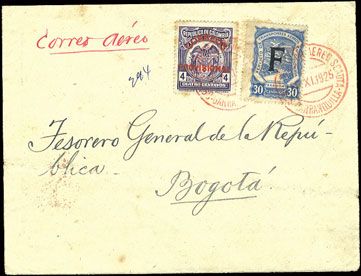 Correo Aéreo
REPUBLICA DE COLOMBIA
PROVISIONAL
4 4
CUATRO CENTAVOS
284
F
30 30
Tesorero General de la Repú-
blica.-
Bogotá.